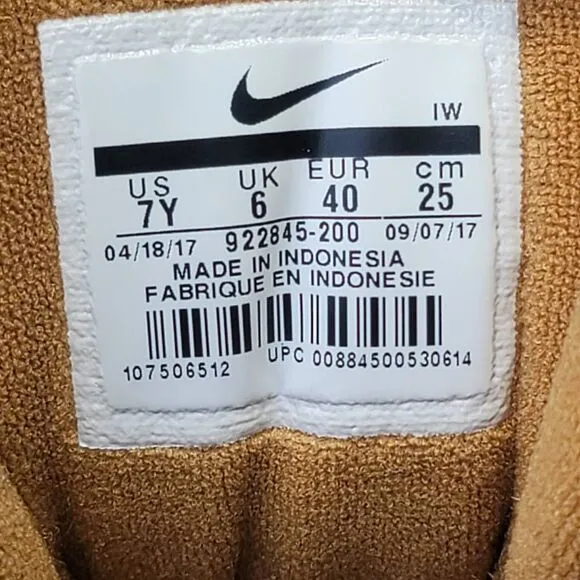 IW
US UK EUR cm
7Y 6 40 25
04/18/17 922845-200 09/07/17
MADE IN INDONESIA
FABRIQUE EN INDONESIE
107506512 UPC 00884500530614